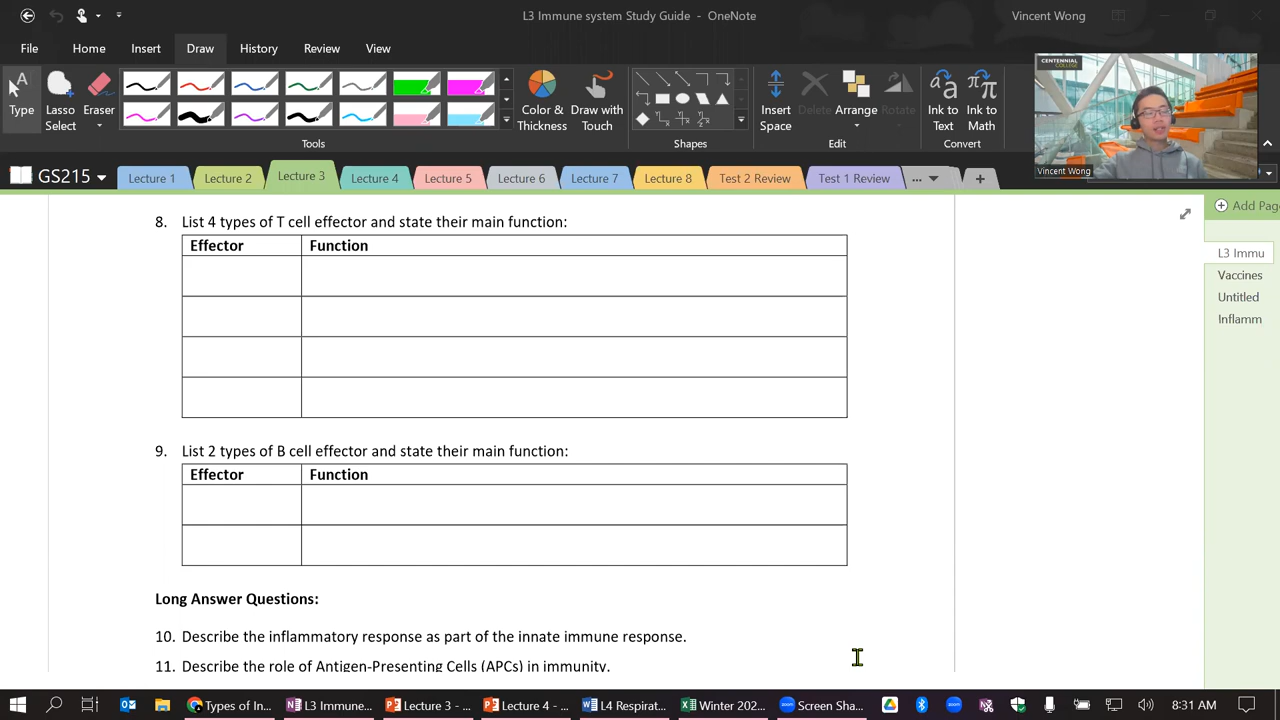 L3 Immune system Study Guide - OneNote
Vincent Wong
File Home Insert Draw History Review View
Type
Lasso Select
Eraser
Color & Thickness
Draw with Touch
Insert Space
Delete
Arrange
Rotate
Ink to Text
Ink to Math
Tools
Shapes
Edit
Convert
CENTENNIAL COLLEGE
Vincent Wong
GS215
Lecture 1 Lecture 2 Lecture 3 Lecture 4 Lecture 5 Lecture 6 Lecture 7 Lecture 8 Test 2 Review Test 1 Review ...
Add Pag
L3 Immu
Vaccines
Untitled
Inflamm
8. List 4 types of T cell effector and state their main function:
Effector Function
9. List 2 types of B cell effector and state their main function:
Effector Function
Long Answer Questions:
10. Describe the inflammatory response as part of the innate immune response.
11. Describe the role of Antigen-Presenting Cells (APCs) in immunity.
Types of In... L3 Immune... Lecture 3 - ... Lecture 4 - ... L4 Respirat... Winter 202... Screen Sha... 8:31 AM